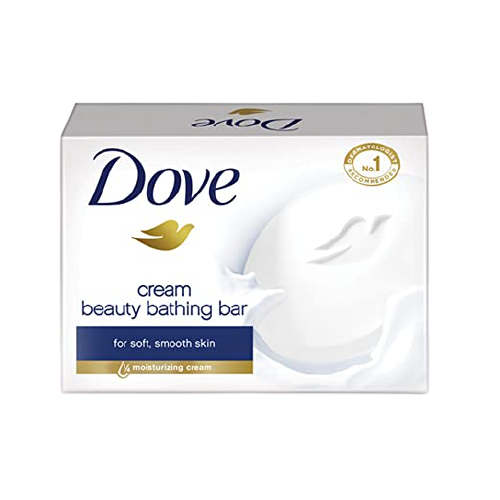 Dove
DERMATOLOGIST
No.1
RECOMMENDED
Dove
cream
beauty bathing bar
for soft, smooth skin
¼ moisturizing cream